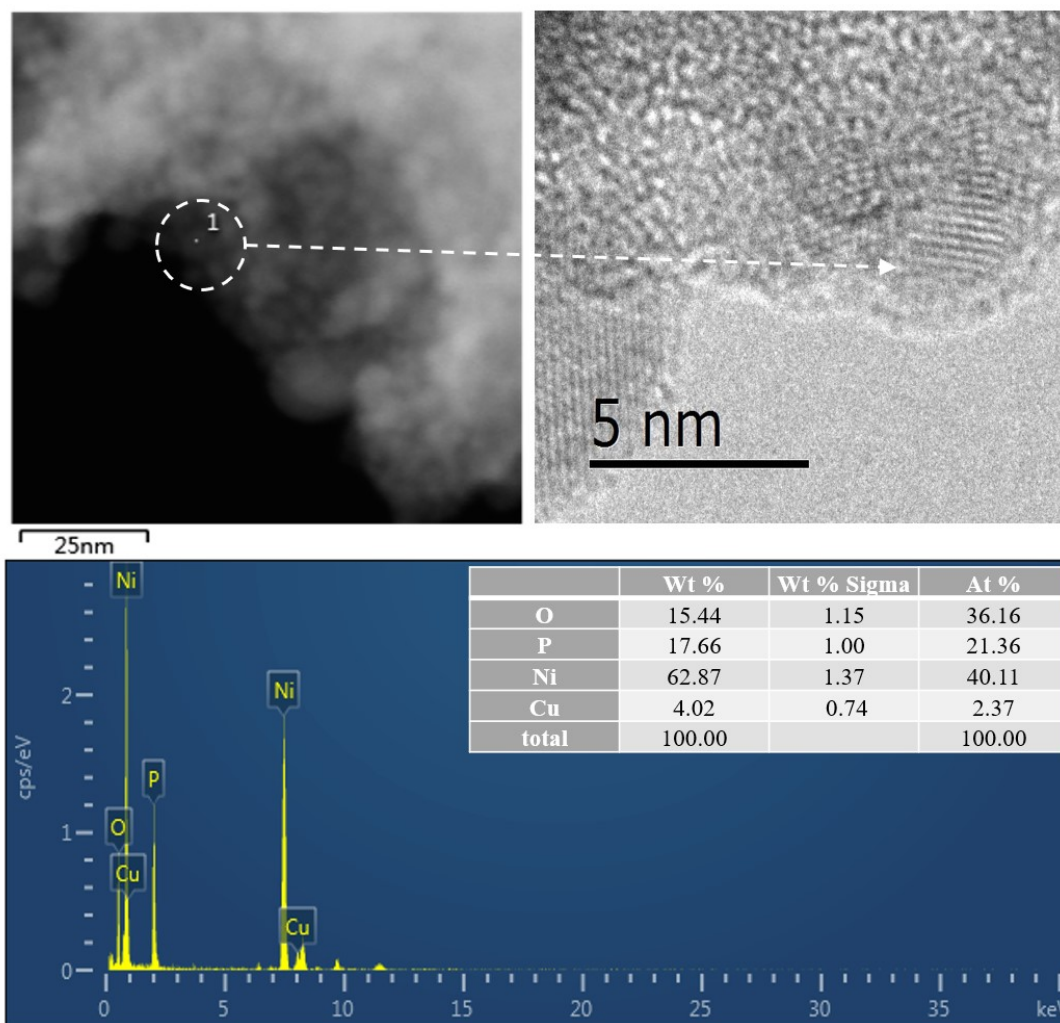 1
5 nm
25nm
Wt % Wt % Sigma At %
O 15.44 1.15 36.16
P 17.66 1.00 21.36
Ni 62.87 1.37 40.11
Cu 4.02 0.74 2.37
total 100.00 100.00
Ni
2
Ni
cps/eV
P
1
O
Cu
Cu
0
0 5 10 15 20 25 30 35 keV